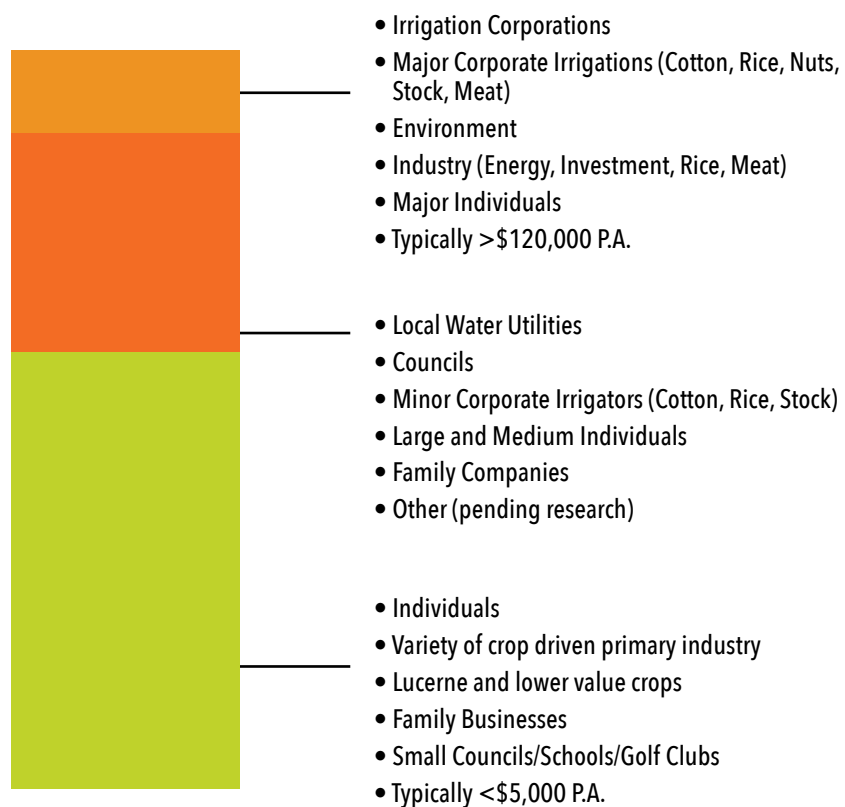 • Irrigation Corporations
• Major Corporate Irrigations (Cotton, Rice, Nuts,
Stock, Meat)
• Environment
• Industry (Energy, Investment, Rice, Meat)
• Major Individuals
• Typically >$120,000 P.A.
• Local Water Utilities
• Councils
• Minor Corporate Irrigators (Cotton, Rice, Stock)
• Large and Medium Individuals
• Family Companies
• Other (pending research)
• Individuals
• Variety of crop driven primary industry
• Lucerne and lower value crops
• Family Businesses
• Small Councils/Schools/Golf Clubs
• Typically <$5,000 P.A.